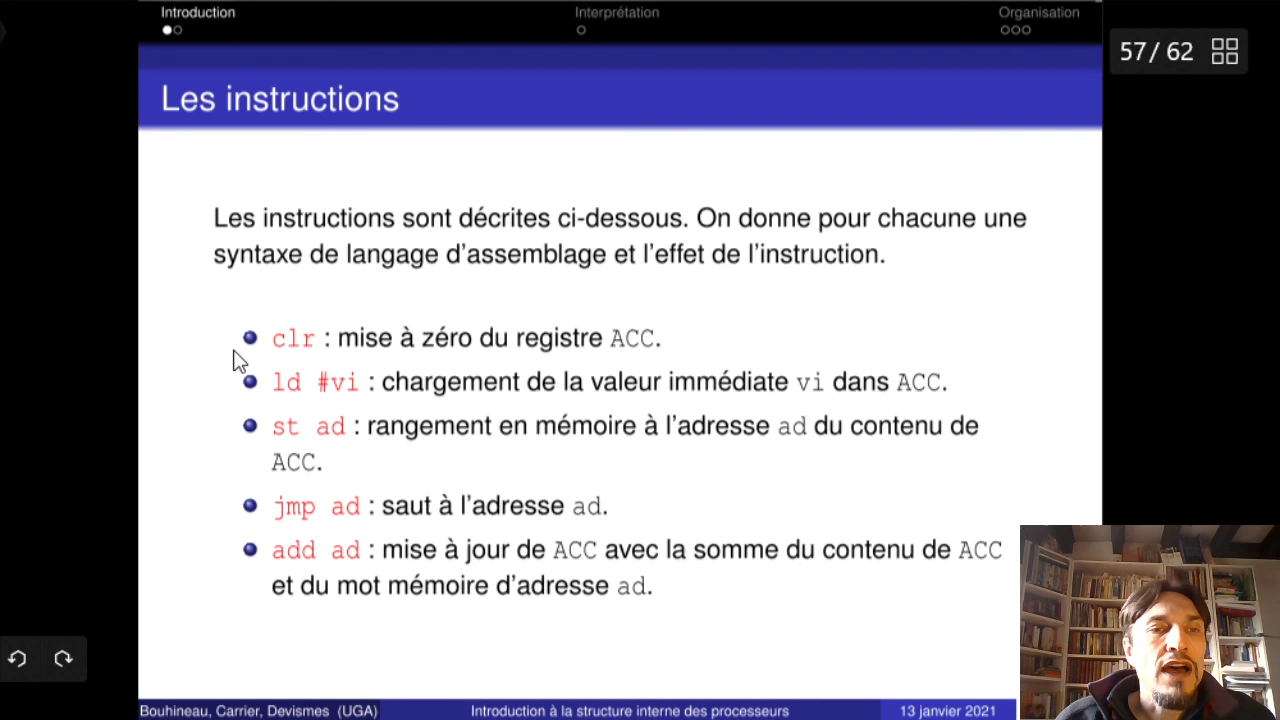 Introduction
Interprétation
Organisation
57/ 62
Les instructions
Les instructions sont décrites ci-dessous. On donne pour chacune une
syntaxe de langage d'assemblage et l'effet de l'instruction.
clr : mise à zéro du registre ACC.
ld #vi : chargement de la valeur immédiate vi dans ACC.
st ad : rangement en mémoire à l'adresse ad du contenu de
ACC.
jmp ad : saut à l'adresse ad.
add ad : mise à jour de ACC avec la somme du contenu de ACC
et du mot mémoire d'adresse ad.
Bouhineau, Carrier, Devismes (UGA)
Introduction à la structure interne des processeurs
13 janvier 2021